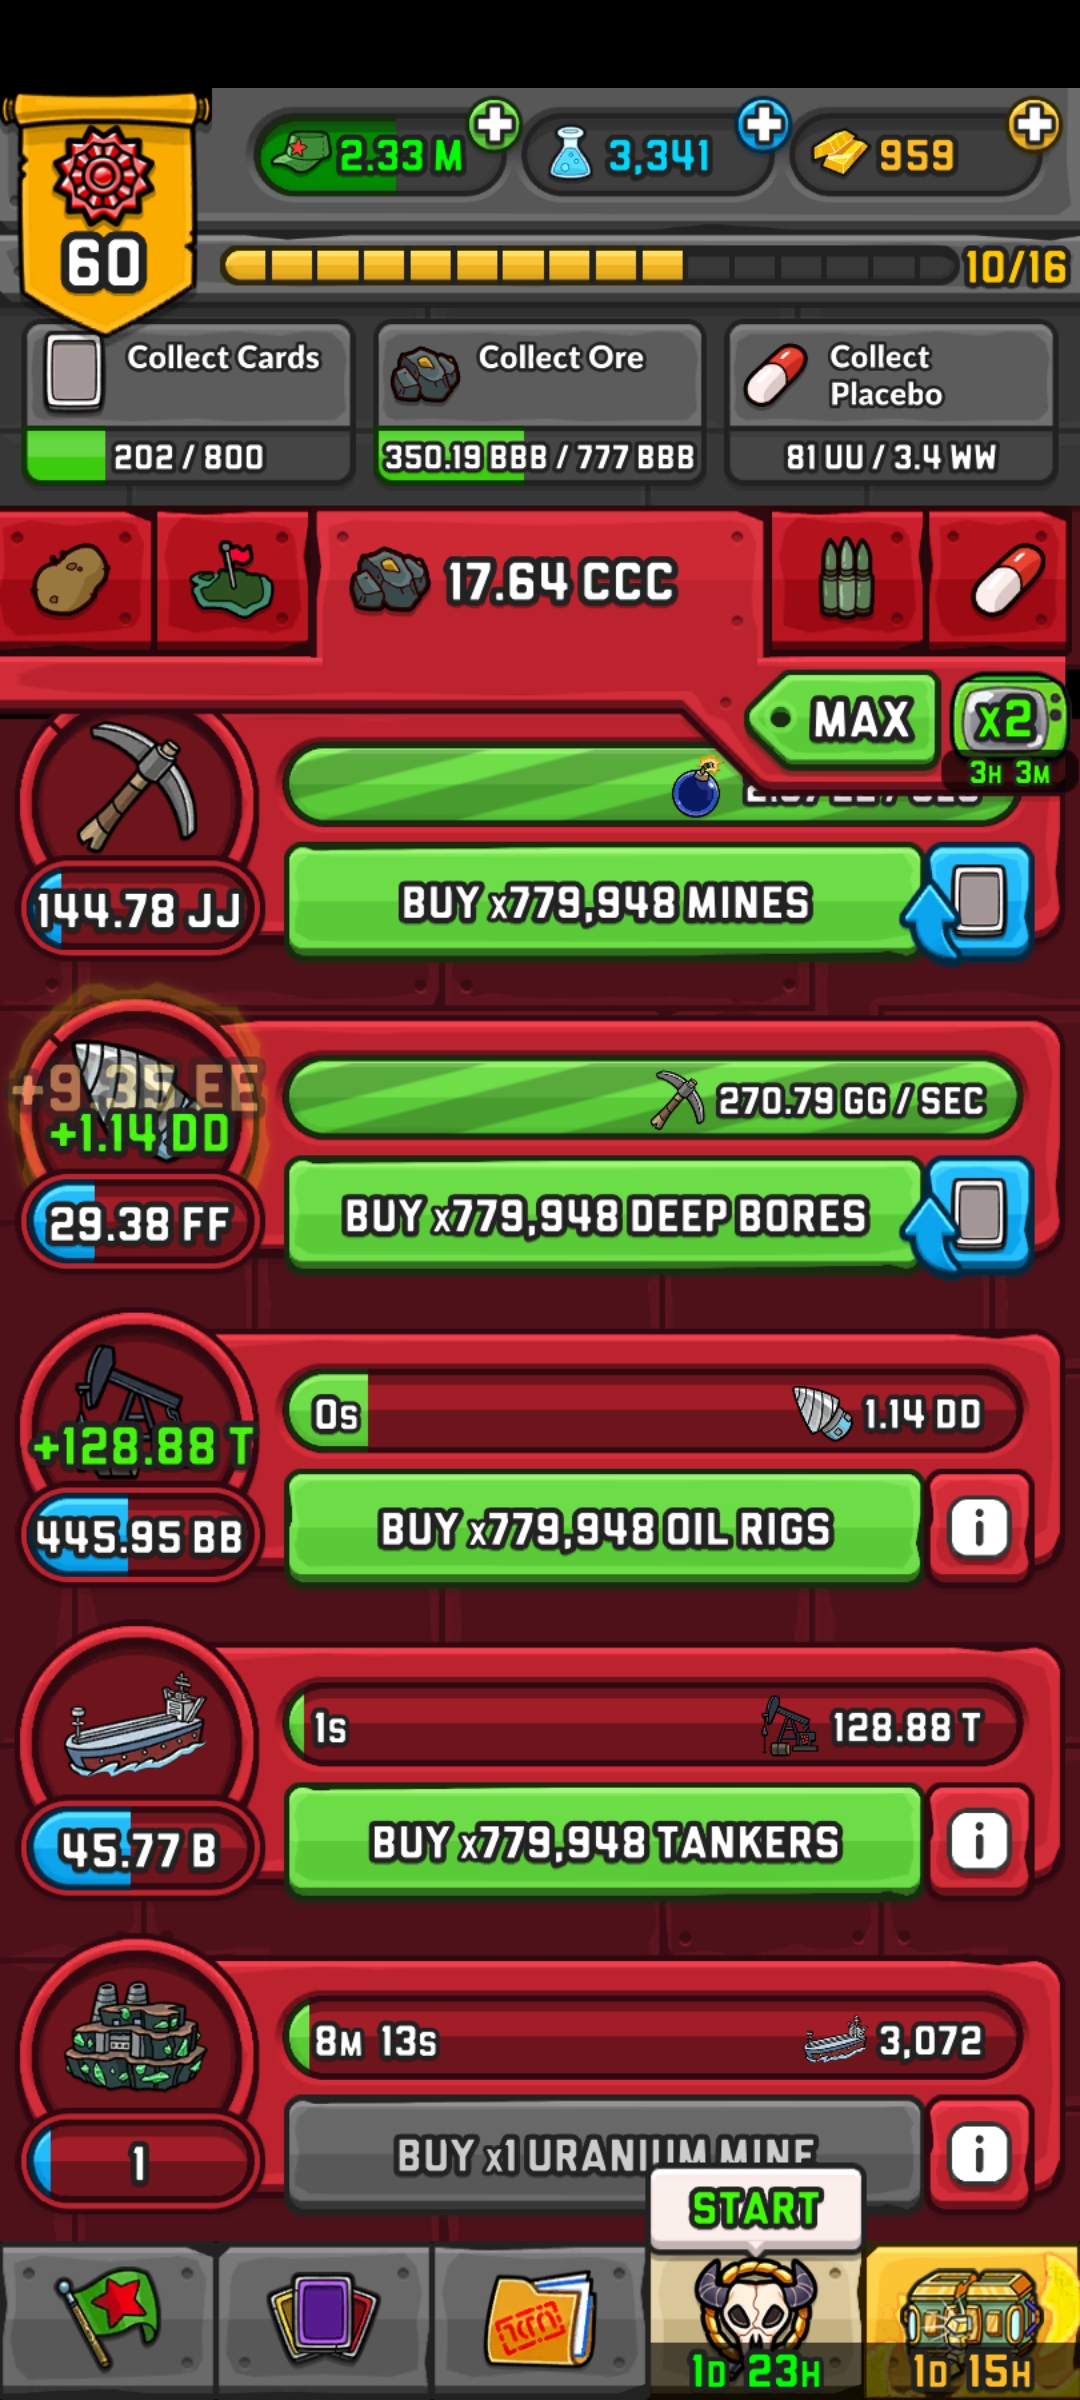 2.33 M
3,341
959
60
10/16
Collect Cards
202 / 800
Collect Ore
350.19 BBB / 777 BBB
Collect
Placebo
81 UU / 3.4 WW
17.64 CCC
MAX
x2
3H 3M
144.78 JJ
BUY x779,948 MINES
+9.35 EE
+1.14 DD
270.79 GG / SEC
29.38 FF
BUY x779,948 DEEP BORES
+128.88 T
0s
1.14 DD
445.95 BB
BUY x779,948 OIL RIGS
i
1s
128.88 T
45.77 B
BUY x779,948 TANKERS
i
8M 13s
3,072
1
BUY x1 URANIUM MINE
i
START
1D 23H
1D 15H